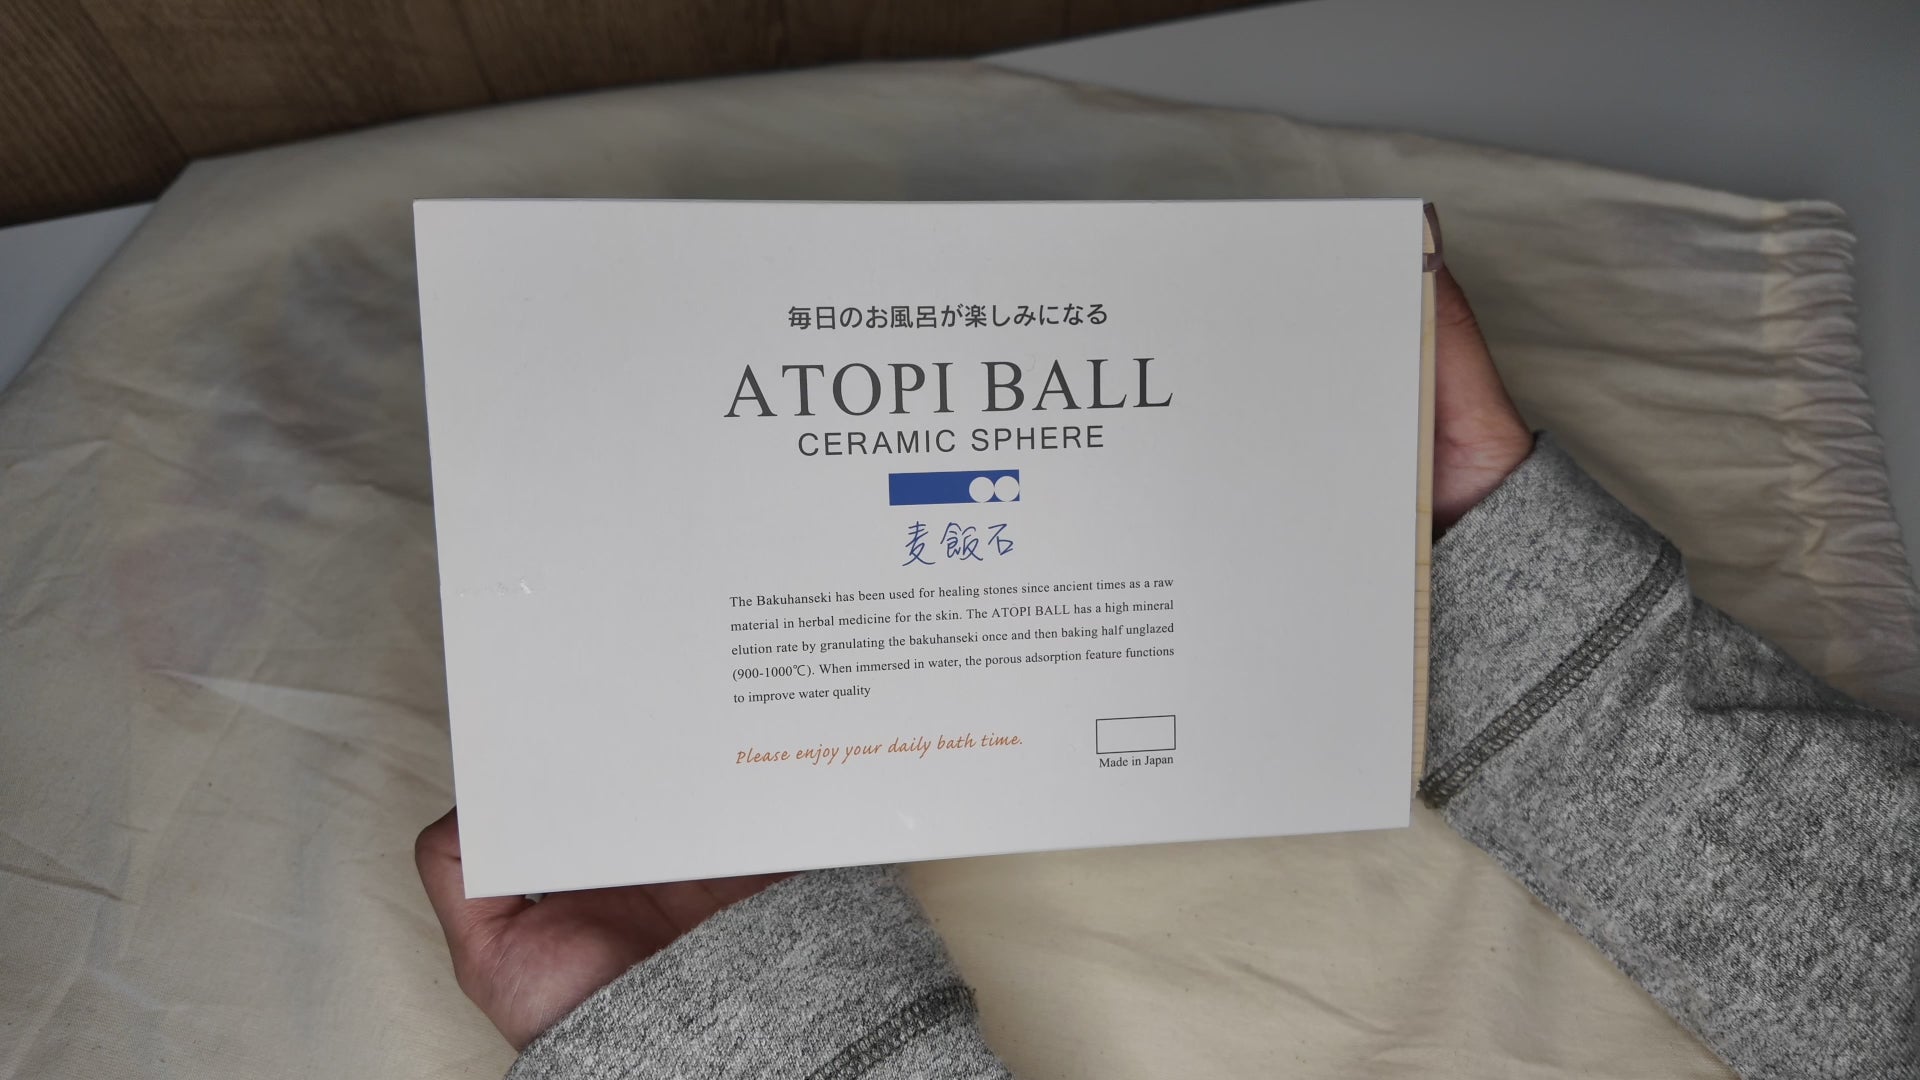 毎日のお風呂が楽しみになる
ATOPI BALL
CERAMIC SPHERE
麦飯石
The Bakuhanseki has been used for healing stones since ancient times as a raw
material in herbal medicine for the skin. The ATOPI BALL has a high mineral
elution rate by granulating the bakuhanseki once and then baking half unglazed
(900-1000℃). When immersed in water, the porous adsorption feature functions
to improve water quality
Please enjoy your daily bath time.
Made in Japan